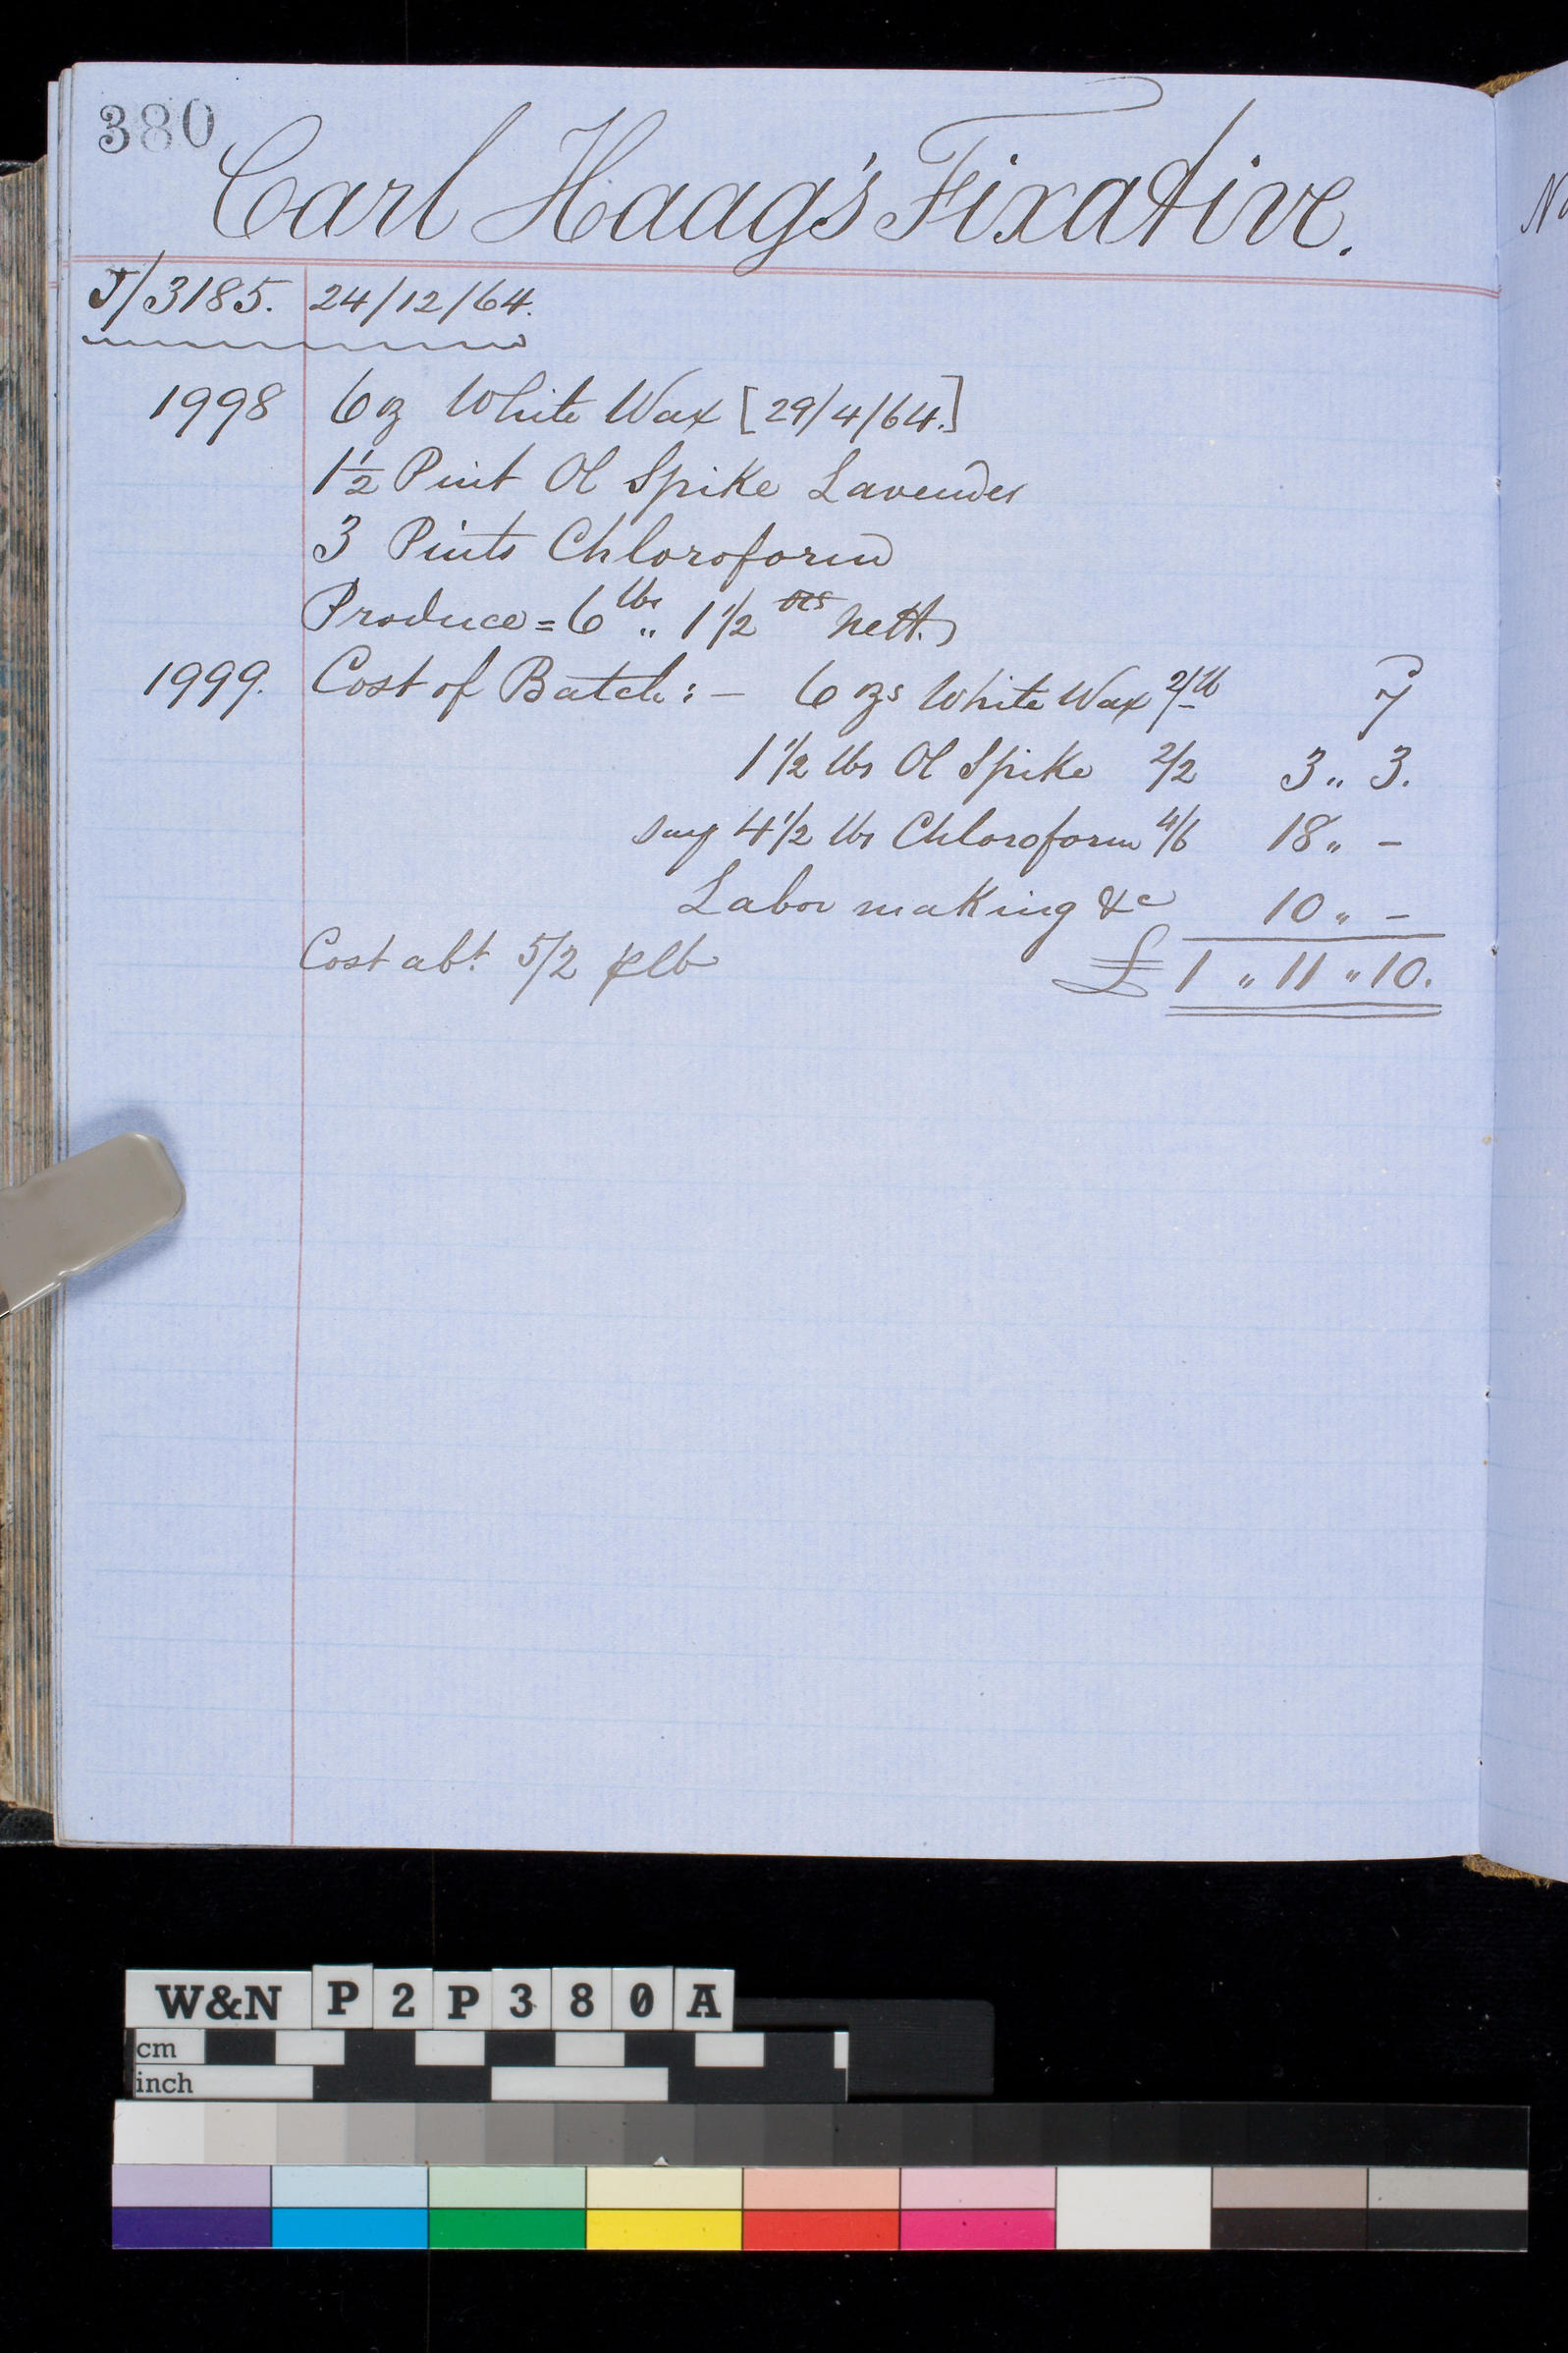 380
Carl Haag's Fixative.
J/3185. 24/12/64.
1998 6 oz White Wax [29/4/64.]
1 1/2 Pint Ol Spike Lavender
3 Pints Chloroform
Produce = 6 lbs „ 1 1/2 ozs nett.
1999. Cost of Batch: – 6 ozs White Wax 2/- lb 7
1 1/2 lbs Ol Spike 2/2 3 „ 3.
say 4 1/2 lbs Chloroform 4/6 18 „ –
Labor making &c 10 „ –
Cost abt. 5/2 p lb £ 1 „ 11 „ 10.
W&N P2P380A
cm
inch